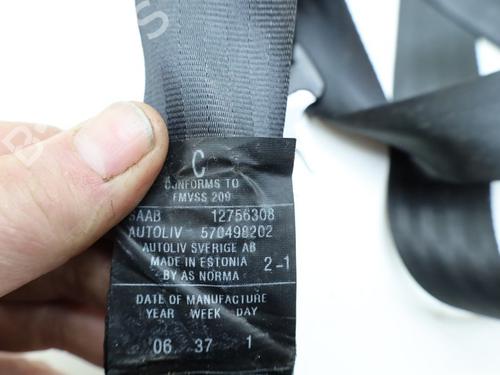 C
CONFORMS TO
FMVSS 209
SAAB 12756308
AUTOLIV 570498202
AUTOLIV SVERIGE AB
MADE IN ESTONIA
BY AS NORMA 2-1
DATE OF MANUFACTURE
YEAR WEEK DAY
06 37 1